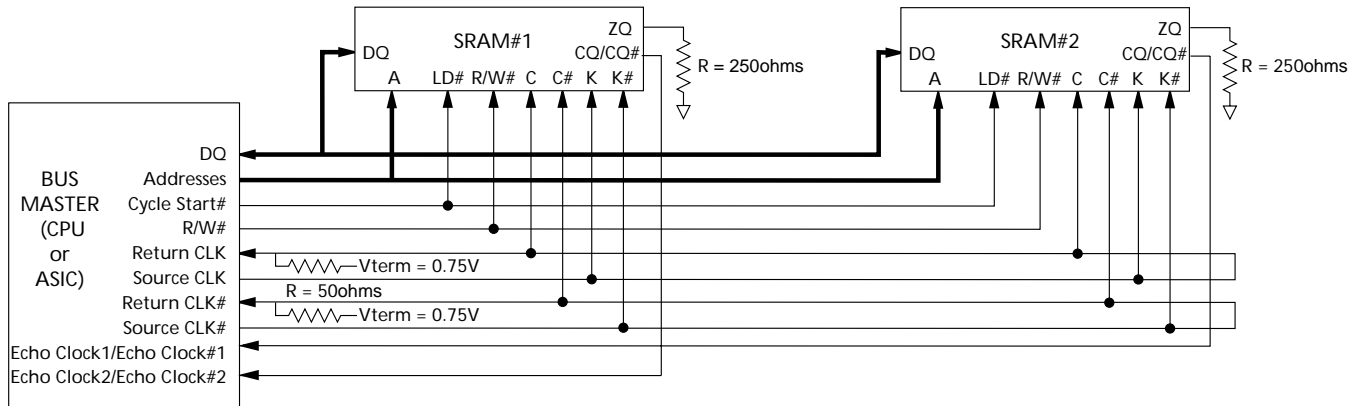 SRAM#1
ZQ
DQ
CQ/CQ#
A LD# R/W# C C# K K#
R = 250ohms
SRAM#2
ZQ
DQ
CQ/CQ#
A LD# R/W# C C# K K#
R = 250ohms
BUS
MASTER
(CPU
or
ASIC)
DQ
Addresses
Cycle Start#
R/W#
Return CLK
Vterm = 0.75V
Source CLK
R = 50ohms
Return CLK#
Vterm = 0.75V
Source CLK#
Echo Clock1/Echo Clock#1
Echo Clock2/Echo Clock#2